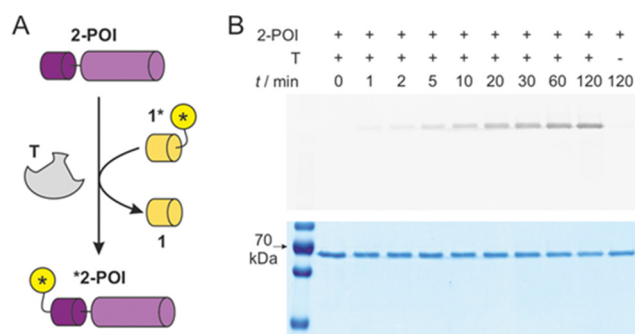 A
2-POI
1*
*
T
1
*2-POI
*
B
2-POI + + + + + + + + + +
T + + + + + + + + + -
t / min 0 1 2 5 10 20 30 60 120 120
70
kDa